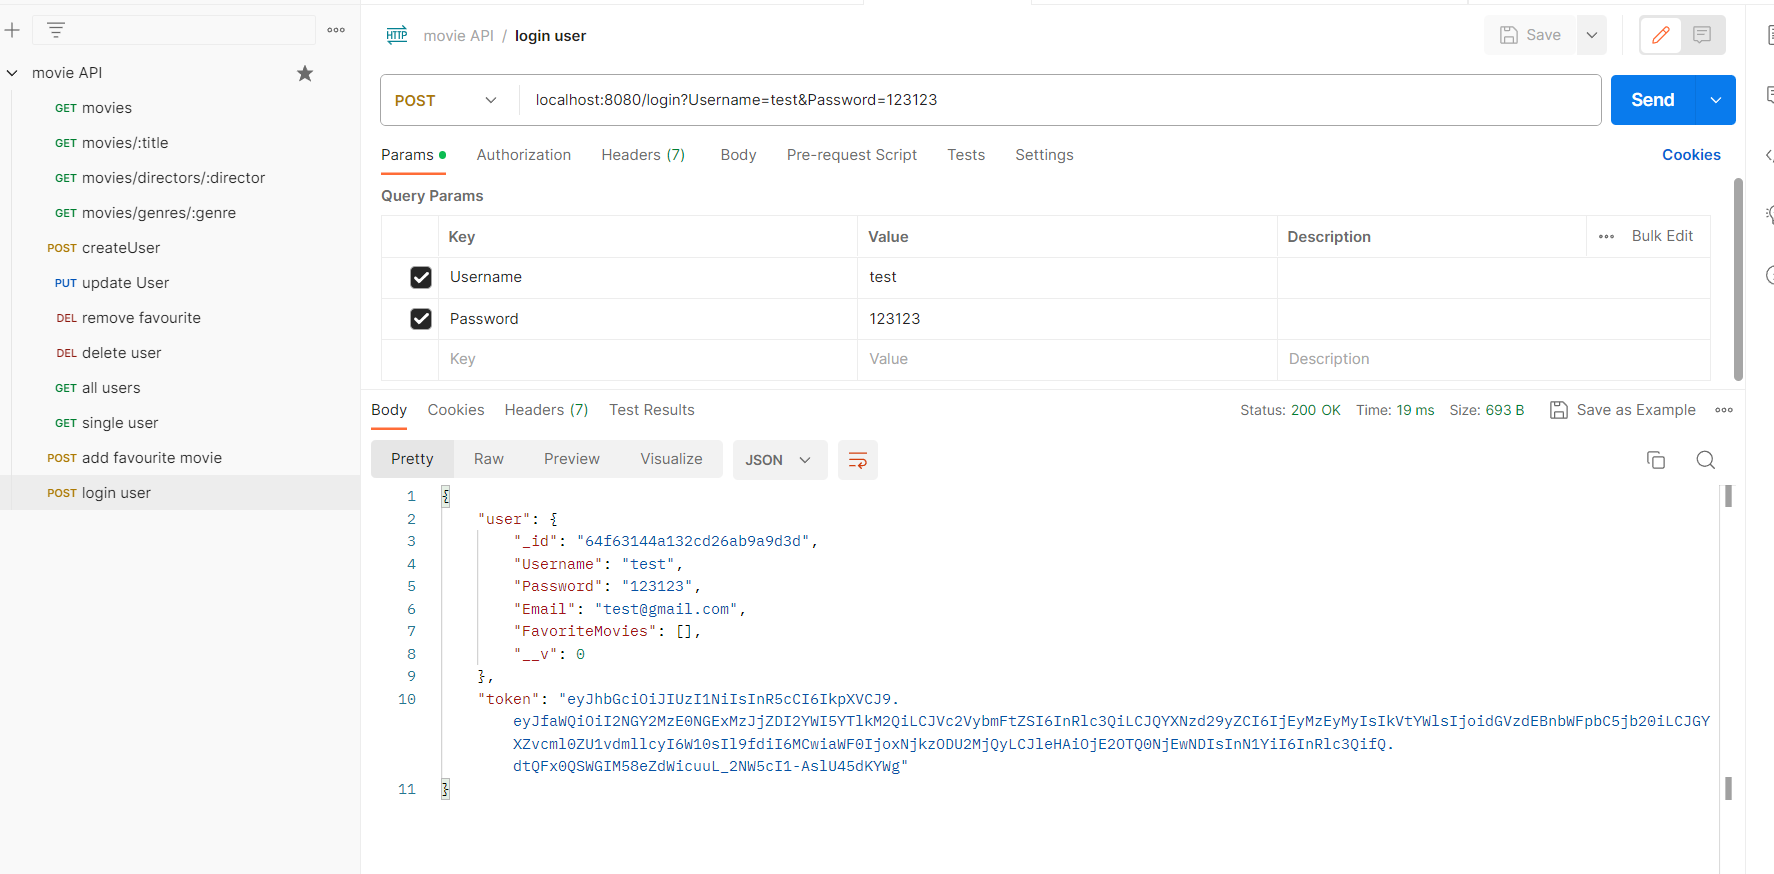 movie API
GET movies
GET movies/:title
GET movies/directors/:director
GET movies/genres/:genre
POST createUser
PUT update User
DEL remove favourite
DEL delete user
GET all users
GET single user
POST add favourite movie
POST login user
HTTP movie API / login user
Save
POST localhost:8080/login?Username=test&Password=123123
Send
Params Authorization Headers (7) Body Pre-request Script Tests Settings Cookies
Query Params
Key Value Description Bulk Edit
Username test
Password 123123
Key Value Description
Body Cookies Headers (7) Test Results Status: 200 OK Time: 19 ms Size: 693 B Save as Example
Pretty Raw Preview Visualize JSON
1 {
2 "user": {
3 "_id": "64f63144a132cd26ab9a9d3d",
4 "Username": "test",
5 "Password": "123123",
6 "Email": "test@gmail.com",
7 "FavoriteMovies": [],
8 "__v": 0
9 },
10 "token": "eyJhbGciOiJIUzI1NiIsInR5cCI6IkpXVCJ9.
eyJfaWQiOiI2NGY2MzE0NGExMzJjZDI2YWI5YTlkM2QiLCJVc2VybmFtZSI6InRlc3QiLCJQYXNzd29yZCI6IjEyMzEyMyIsIkVtYWlsIjoidGVzdEBnbWFpbC5jb20iLCJGY
XZvcml0ZU1vdmllcyI6W10sIl9fdiI6MCwiaWF0IjoxNjkzODU2MjQyLCJleHAiOjE2OTQ0NjEwNDIsInN1YiI6InRlc3QifQ.
dtQFx0QSWGIM58eZdWicuuL_2NW5cI1-AslU45dKYWg"
11 }